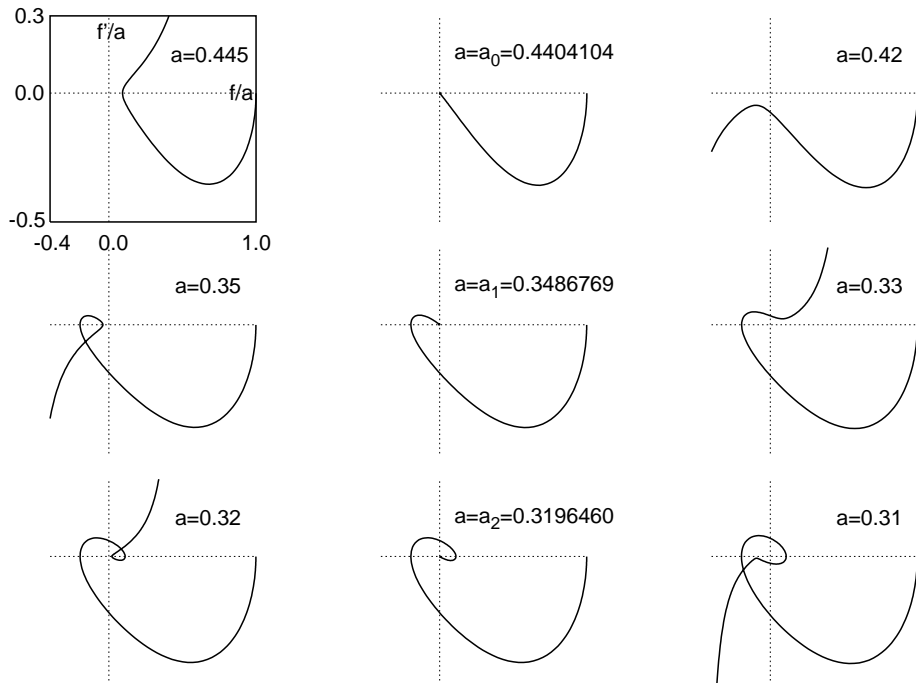 0.3
f'/a
a=0.445
a=a0=0.4404104
a=0.42
0.0
f/a
-0.5
-0.4 0.0 1.0
a=0.35
a=a1=0.3486769
a=0.33
a=0.32
a=a2=0.3196460
a=0.31